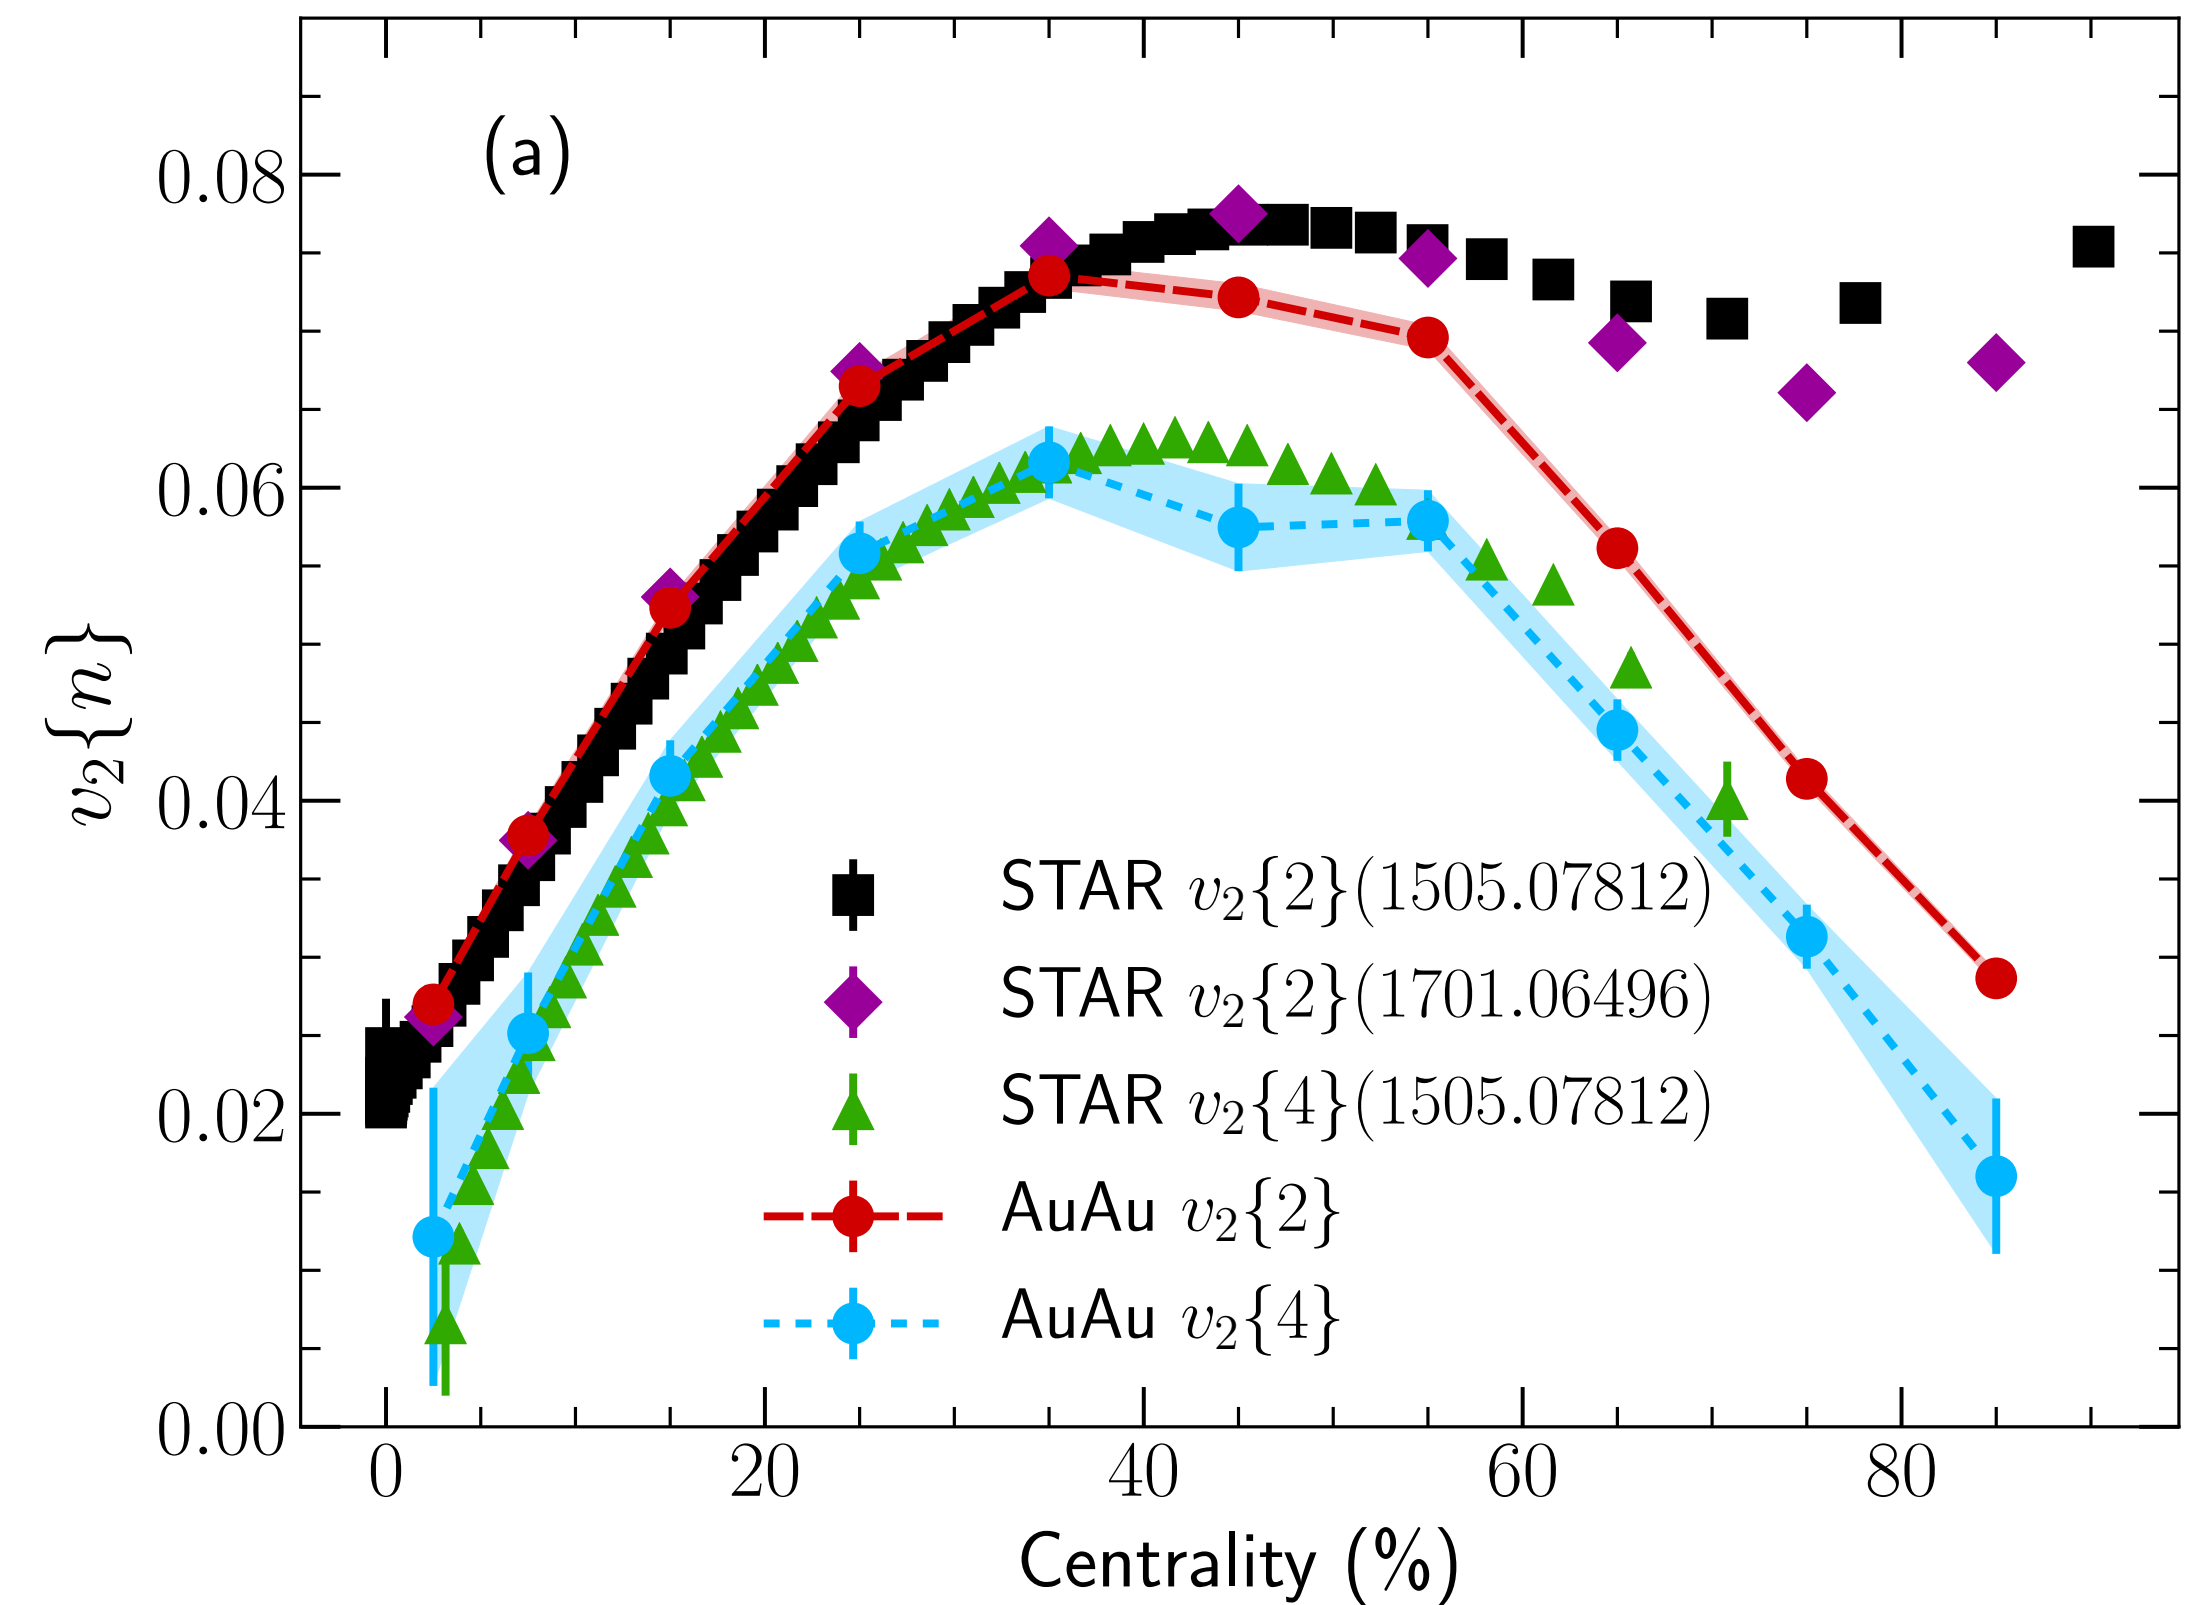 (a)
0.08
0.06
0.04
0.02
0.00
v₂{n}
STAR v₂{2}(1505.07812)
STAR v₂{2}(1701.06496)
STAR v₂{4}(1505.07812)
AuAu v₂{2}
AuAu v₂{4}
0 20 40 60 80
Centrality (%)